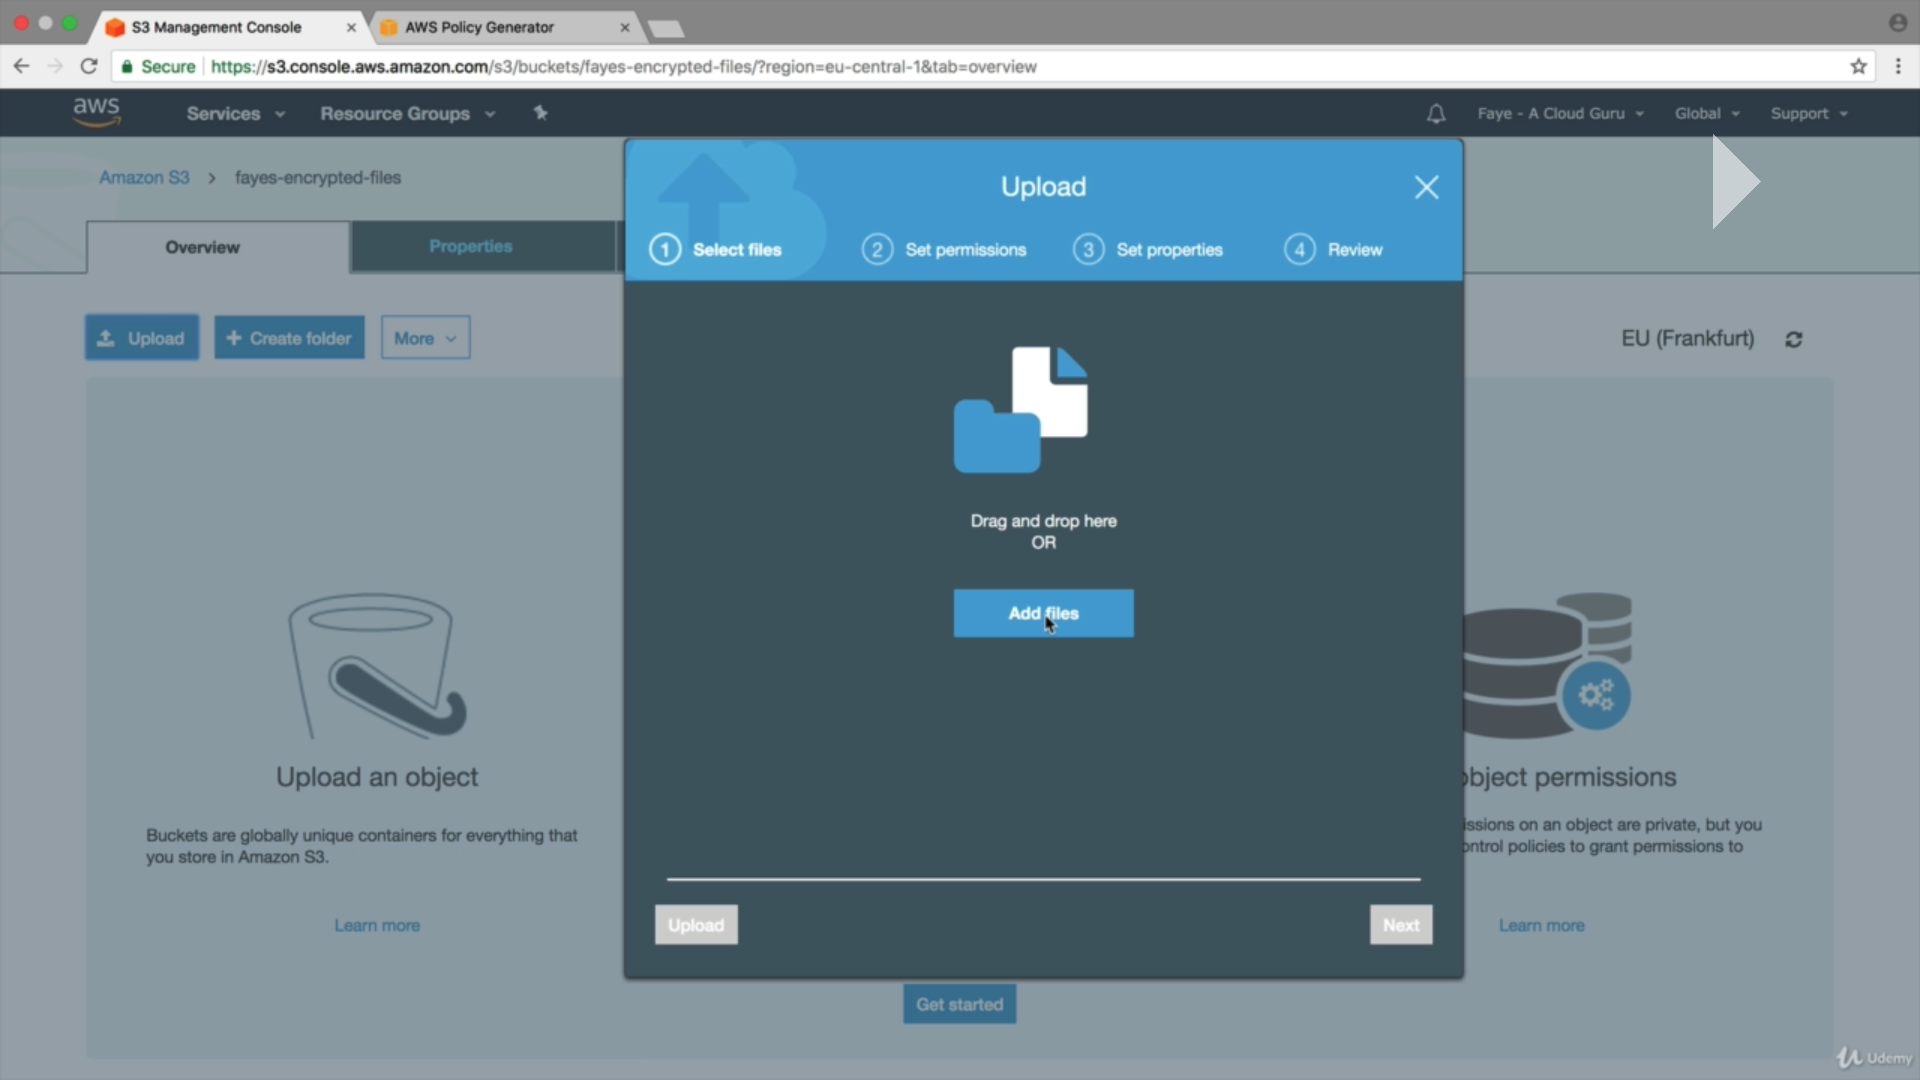 S3 Management Console
AWS Policy Generator
Secure
https://s3.console.aws.amazon.com/s3/buckets/fayes-encrypted-files/?region=eu-central-1&tab=overview
aws
Services
Resource Groups
Faye - A Cloud Guru
Global
Support
Amazon S3 > fayes-encrypted-files
Overview
Properties
Upload
1 Select files
2 Set permissions
3 Set properties
4 Review
Upload
+ Create folder
More
EU (Frankfurt)
Drag and drop here
OR
Add files
Upload an object
Buckets are globally unique containers for everything that
you store in Amazon S3.
Learn more
object permissions
issions on an object are private, but you
ontrol policies to grant permissions to
Learn more
Upload
Next
Get started
Udemy